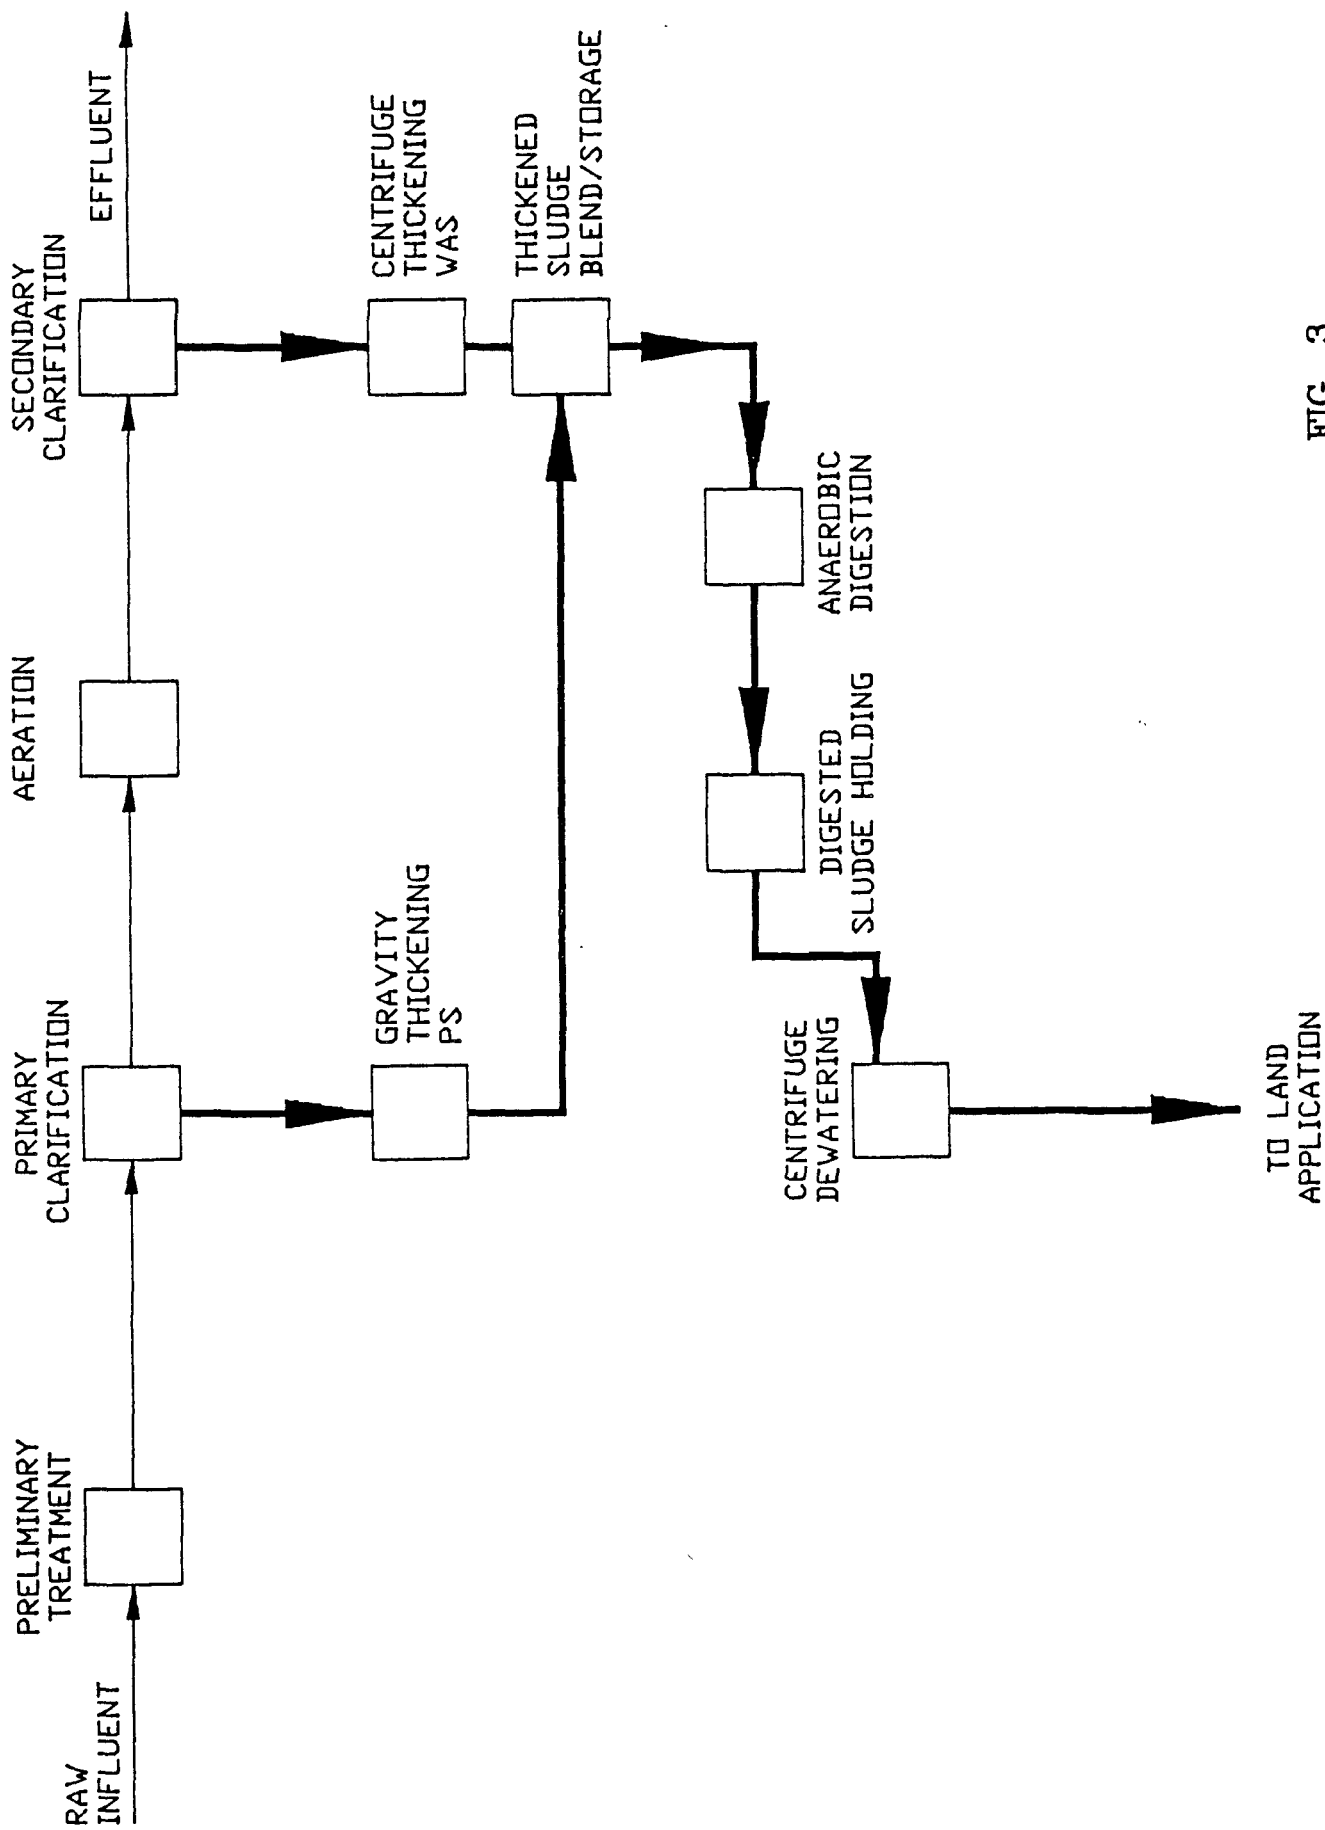 RAW
INFLUENT
PRELIMINARY
TREATMENT
PRIMARY
CLARIFICATION
AERATION
SECONDARY
CLARIFICATION
EFFLUENT
GRAVITY
THICKENING
PS
CENTRIFUGE
THICKENING
WAS
THICKENED
SLUDGE
BLEND/STORAGE
ANAEROBIC
DIGESTION
DIGESTED
SLUDGE HOLDING
CENTRIFUGE
DEWATERING
TO LAND
APPLICATION
FIG. 3